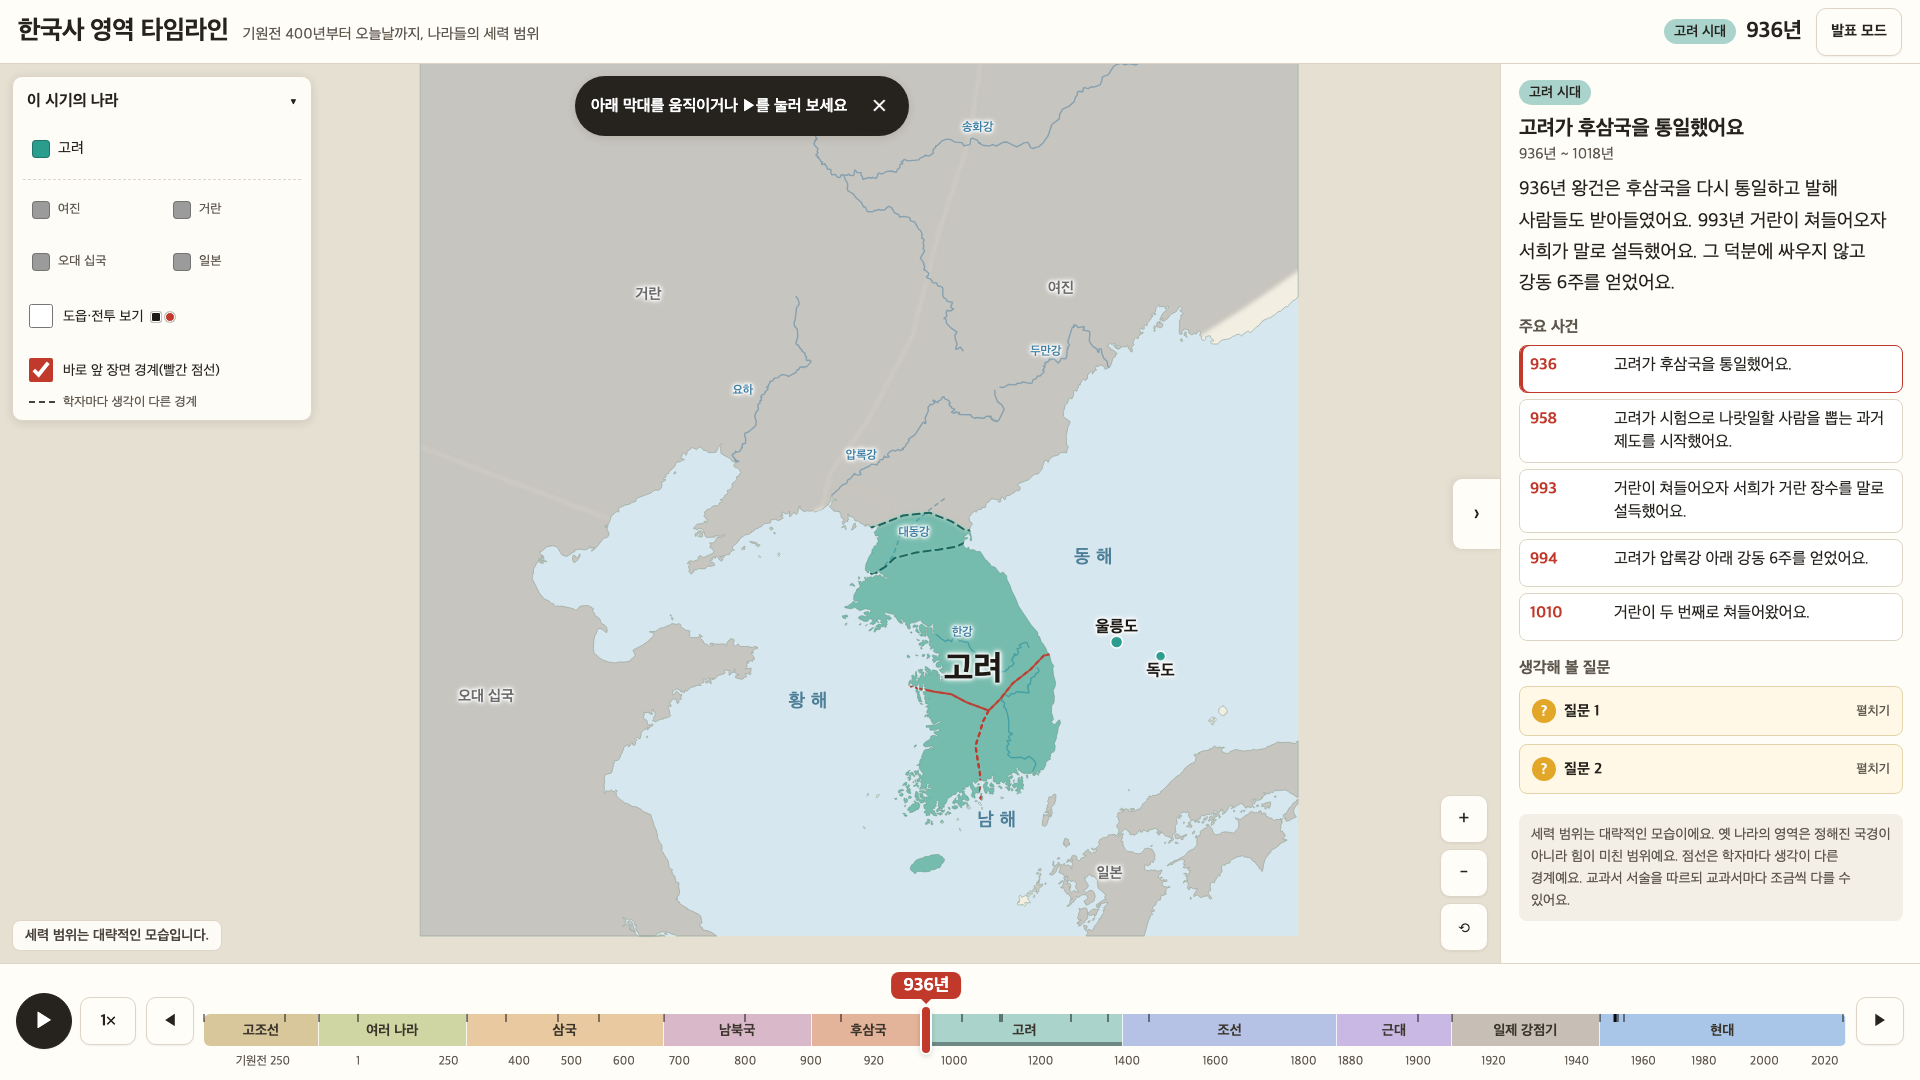 한국사 영역 타임라인
기원전 400년부터 오늘날까지, 나라들의 세력 범위
고려 시대
936년
발표 모드
이 시기의 나라
고려
여진
거란
오대 십국
일본
도읍·전투 보기
바로 앞 장면 경계(빨간 점선)
학자마다 생각이 다른 경계
아래 막대를 움직이거나 ▶를 눌러 보세요 ✕
송화강
거란
여진
두만강
요하
압록강
대동강
동 해
한강
울릉도
고려
독도
오대 십국
황 해
남 해
일본
세력 범위는 대략적인 모습입니다.
+
−
⟲
›
고려 시대
고려가 후삼국을 통일했어요
936년 ~ 1018년
936년 왕건은 후삼국을 다시 통일하고 발해
사람들도 받아들였어요. 993년 거란이 쳐들어오자
서희가 말로 설득했어요. 그 덕분에 싸우지 않고
강동 6주를 얻었어요.
주요 사건
936 고려가 후삼국을 통일했어요.
958 고려가 시험으로 나랏일할 사람을 뽑는 과거
제도를 시작했어요.
993 거란이 쳐들어오자 서희가 거란 장수를 말로
설득했어요.
994 고려가 압록강 아래 강동 6주를 얻었어요.
1010 거란이 두 번째로 쳐들어왔어요.
생각해 볼 질문
? 질문 1 펼치기
? 질문 2 펼치기
세력 범위는 대략적인 모습이에요. 옛 나라의 영역은 정해진 국경이
아니라 힘이 미친 범위예요. 점선은 학자마다 생각이 다른
경계예요. 교과서 서술을 따르되 교과서마다 조금씩 다를 수
있어요.
936년
1×
고조선 여러 나라 삼국 남북국 후삼국 고려 조선 근대 일제 강점기 현대
기원전 250 1 250 400 500 600 700 800 900 920 1000 1200 1400 1600 1800 1880 1900 1920 1940 1960 1980 2000 2020